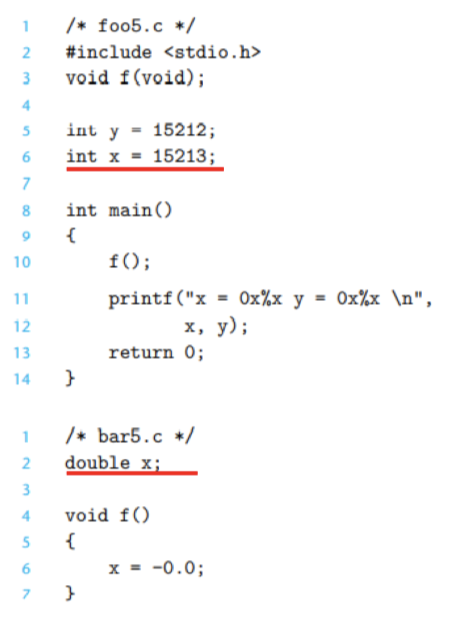 1 /* foo5.c */
2 #include <stdio.h>
3 void f(void);
4
5 int y = 15212;
6 int x = 15213;
7
8 int main()
9 {
10 f();
11 printf("x = 0x%x y = 0x%x \n",
12 x, y);
13 return 0;
14 }
1 /* bar5.c */
2 double x;
3
4 void f()
5 {
6 x = -0.0;
7 }